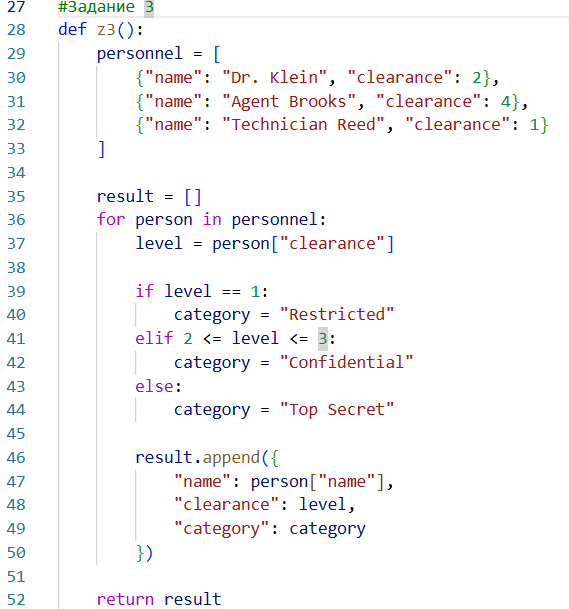 27 #Задание 3
28 def z3():
29     personnel = [
30         {"name": "Dr. Klein", "clearance": 2},
31         {"name": "Agent Brooks", "clearance": 4},
32         {"name": "Technician Reed", "clearance": 1}
33     ]
34
35     result = []
36     for person in personnel:
37         level = person["clearance"]
38
39         if level == 1:
40             category = "Restricted"
41         elif 2 <= level <= 3:
42             category = "Confidential"
43         else:
44             category = "Top Secret"
45
46         result.append({
47             "name": person["name"],
48             "clearance": level,
49             "category": category
50         })
51
52     return result